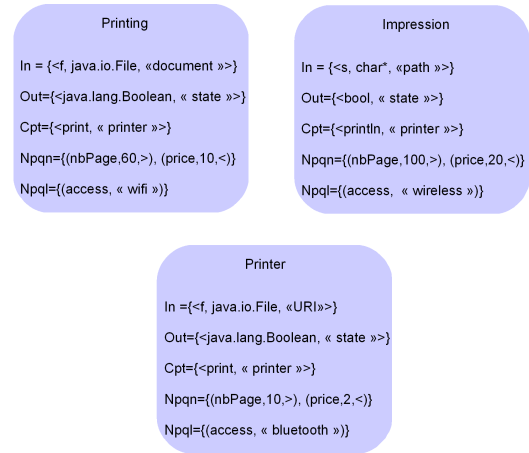 Printing
In = {<f, java.io.File, «document »>}
Out={<java.lang.Boolean, « state »>}
Cpt={<print, « printer »>}
Npqn={(nbPage,60,>), (price,10,<)}
Npql={(access, « wifi »)}
Impression
In = {<s, char*, «path »>}
Out={<bool, « state »>}
Cpt={<println, « printer »>}
Npqn={(nbPage,100,>), (price,20,<)}
Npql={(access, « wireless »)}
Printer
In ={<f, java.io.File, «URI»>}
Out={<java.lang.Boolean, « state »>}
Cpt={<print, « printer »>}
Npqn={(nbPage,10,>), (price,2,<)}
Npql={(access, « bluetooth »)}